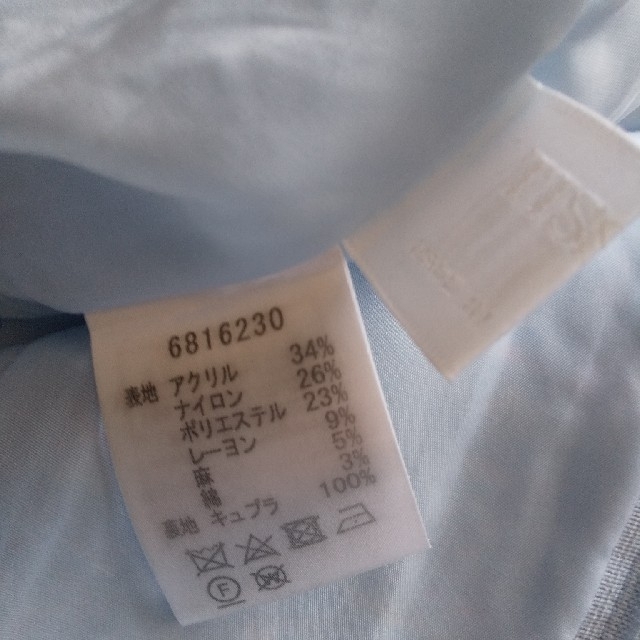 6816230
表地 アクリル 34%
ナイロン 26%
ポリエステル 23%
レーヨン 9%
麻 5%
綿 3%
裏地 キュプラ 100%